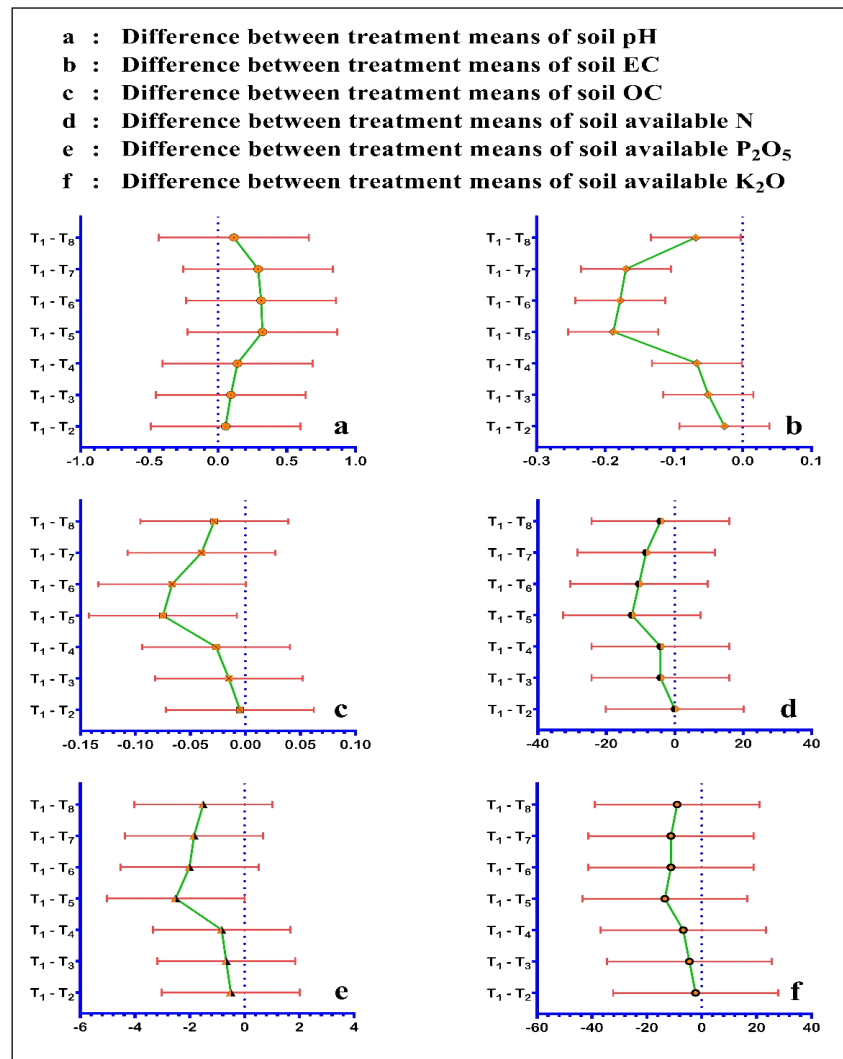 a : Difference between treatment means of soil pH
b : Difference between treatment means of soil EC
c : Difference between treatment means of soil OC
d : Difference between treatment means of soil available N
e : Difference between treatment means of soil available P₂O₅
f : Difference between treatment means of soil available K₂O
T₁ - T₈
T₁ - T₇
T₁ - T₆
T₁ - T₅
T₁ - T₄
T₁ - T₃
T₁ - T₂
a
-1.0 -0.5 0.0 0.5 1.0
T₁ - T₈
T₁ - T₇
T₁ - T₆
T₁ - T₅
T₁ - T₄
T₁ - T₃
T₁ - T₂
b
-0.3 -0.2 -0.1 0.0 0.1
T₁ - T₈
T₁ - T₇
T₁ - T₆
T₁ - T₅
T₁ - T₄
T₁ - T₃
T₁ - T₂
c
-0.15 -0.10 -0.05 0.00 0.05 0.10
T₁ - T₈
T₁ - T₇
T₁ - T₆
T₁ - T₅
T₁ - T₄
T₁ - T₃
T₁ - T₂
d
-40 -20 0 20 40
T₁ - T₈
T₁ - T₇
T₁ - T₆
T₁ - T₅
T₁ - T₄
T₁ - T₃
T₁ - T₂
e
-6 -4 -2 0 2 4
T₁ - T₈
T₁ - T₇
T₁ - T₆
T₁ - T₅
T₁ - T₄
T₁ - T₃
T₁ - T₂
f
-60 -40 -20 0 20 40